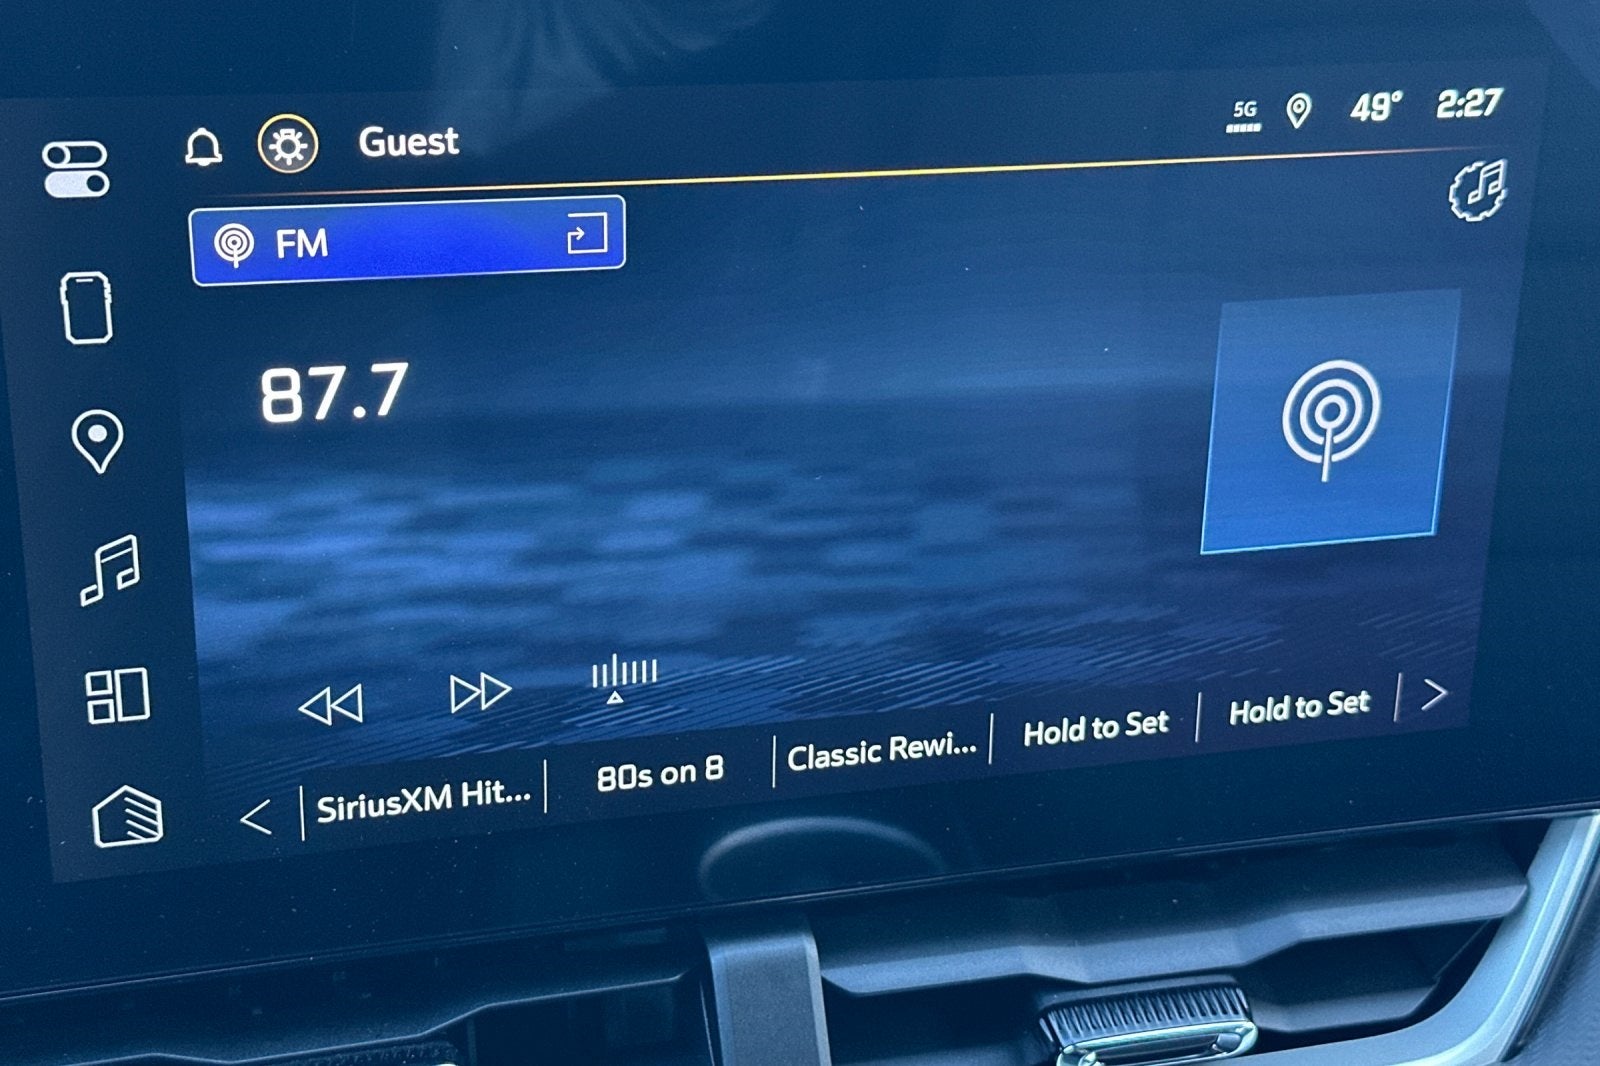 Guest
5G
49°
2:27
FM
87.7
SiriusXM Hit...
80s on 8
Classic Rewi...
Hold to Set
Hold to Set